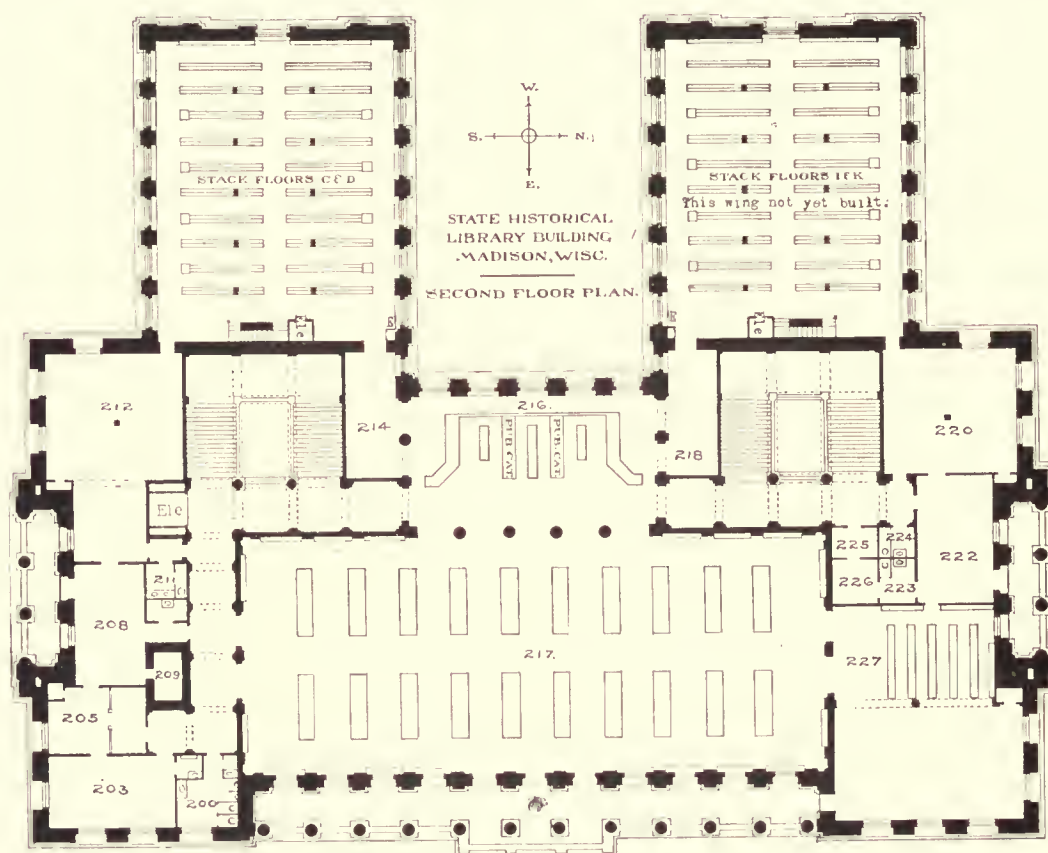 W.
S. N.
E.
STATE HISTORICAL
LIBRARY BUILDING
MADISON, WISC.
SECOND FLOOR PLAN.
STACK FLOORS C & D
STACK FLOORS I & K
This wing not yet built.
Ele
E
E
Ele
212
214
216.
PUB. CAT.
PUB. CAT.
218
220
Ele
211
208
209
205
203
200
217.
225
224
222
226
223
227